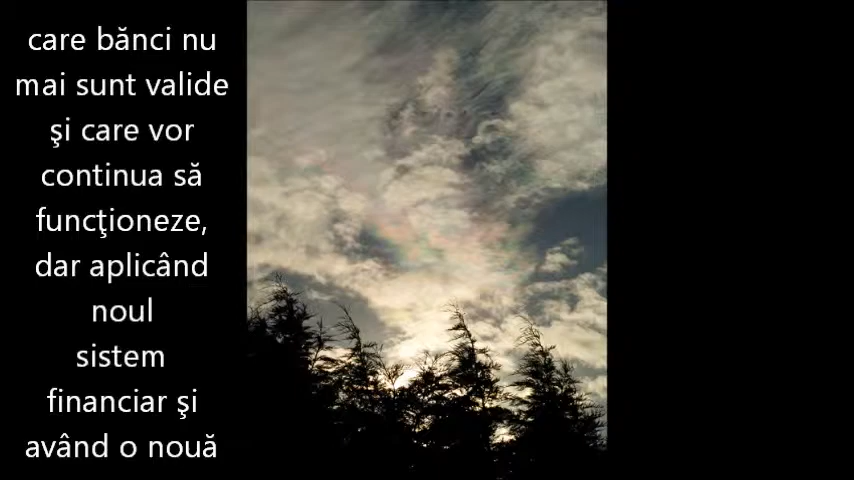 care bănci nu
mai sunt valide
şi care vor
continua să
funcţioneze,
dar aplicând
noul
sistem
financiar şi
având o nouă